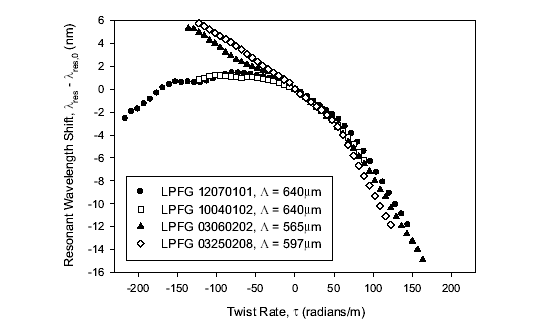 6
4
2
0
-2
-4
-6
-8
-10
-12
-14
-16
Resonant Wavelength Shift, λres - λres,0 (nm)
LPFG 12070101, Λ = 640μm
LPFG 10040102, Λ = 640μm
LPFG 03060202, Λ = 565μm
LPFG 03250208, Λ = 597μm
-200 -150 -100 -50 0 50 100 150 200
Twist Rate, τ (radians/m)